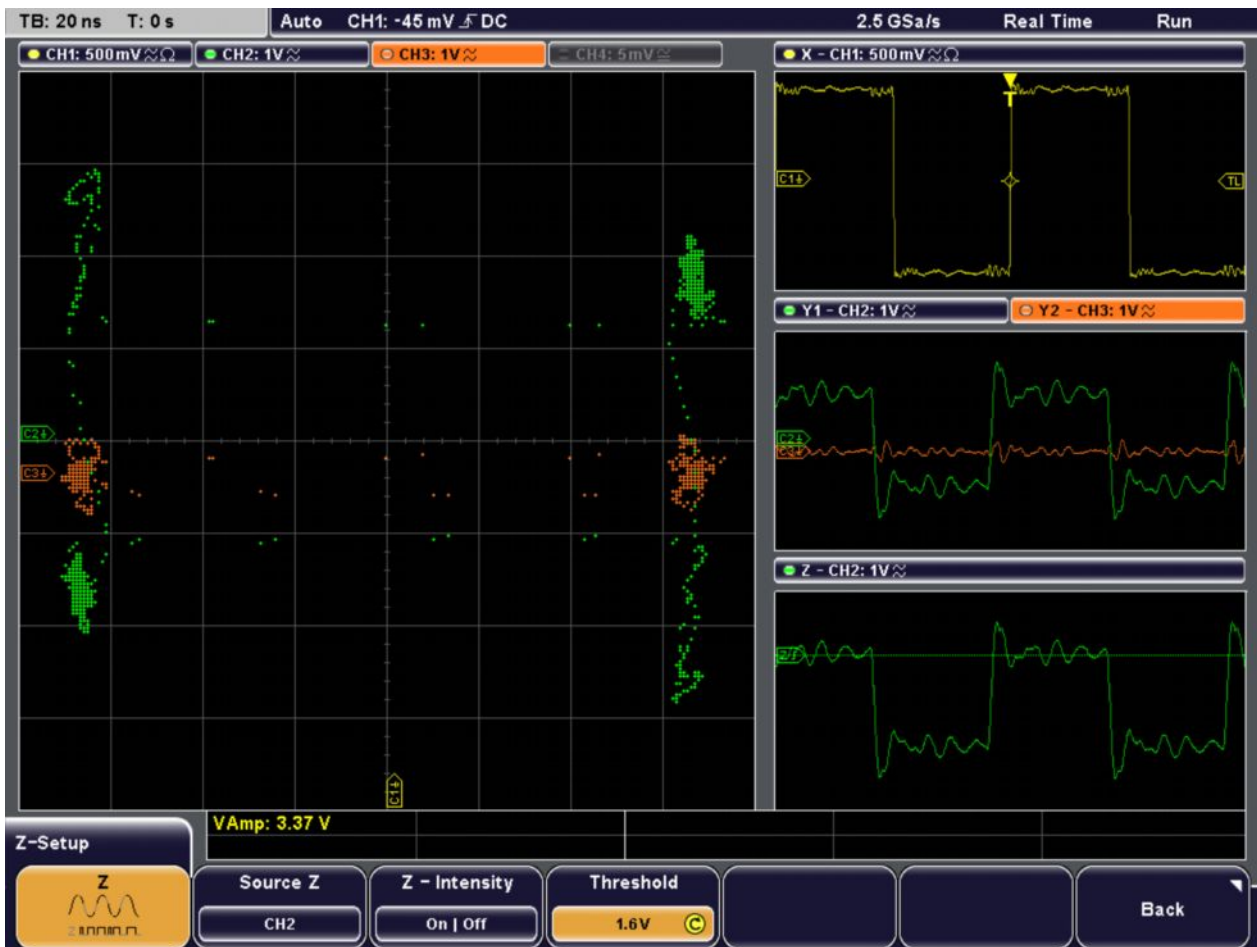 TB: 20 ns T: 0 s Auto CH1: -45 mV DC 2.5 GSa/s Real Time Run
CH1: 500mV≈Ω CH2: 1V≈ CH3: 1V≈ CH4: 5mV≅
X - CH1: 500mV≈Ω
T
C1 TL
Y1 - CH2: 1V≈ Y2 - CH3: 1V≈
C2
C2
C3
Z - CH2: 1V≈
C1
VAmp: 3.37 V
Z-Setup
Z
Source Z
CH2
Z - Intensity
On | Off
Threshold
1.6V
Back